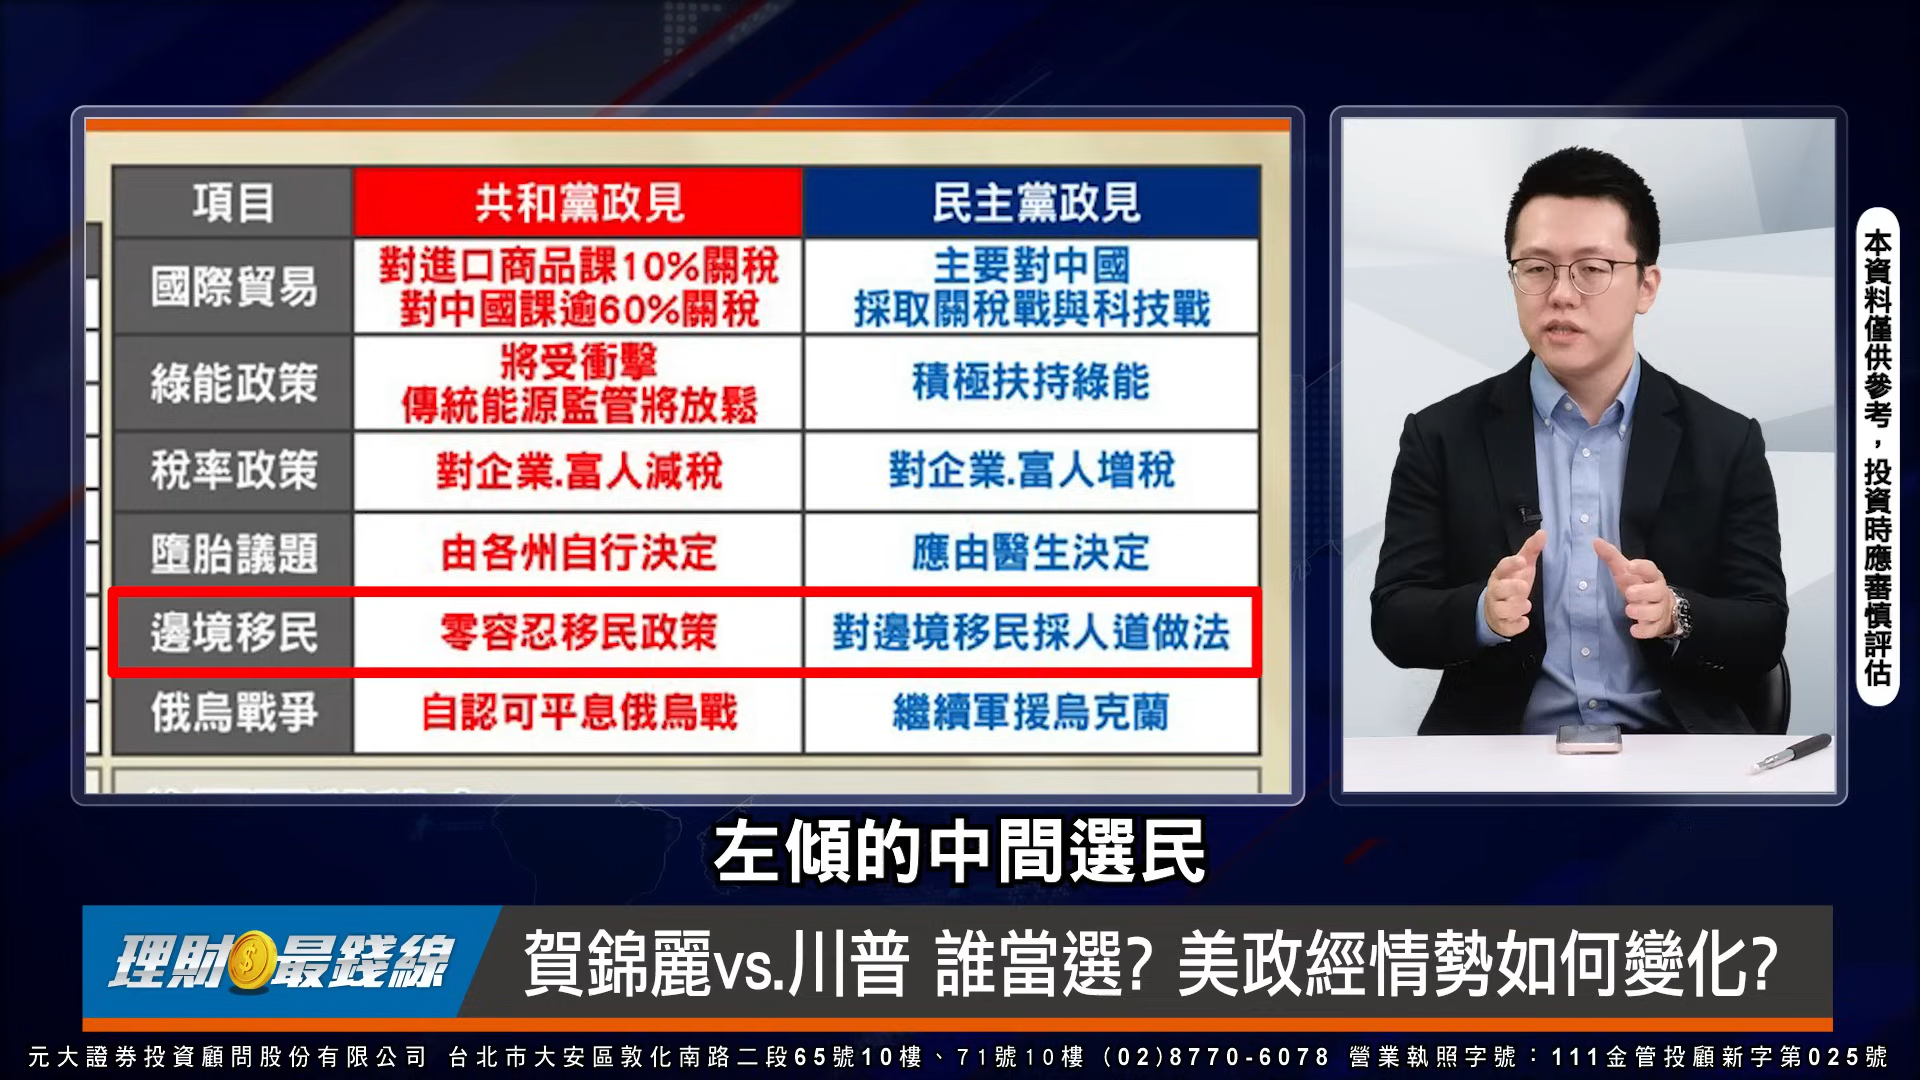 項目 共和黨政見 民主黨政見
國際貿易 對進口商品課10%關稅 主要對中國
對中國課逾60%關稅 採取關稅戰與科技戰
綠能政策 將受衝擊 積極扶持綠能
傳統能源監管將放鬆
稅率政策 對企業.富人減稅 對企業.富人增稅
墮胎議題 由各州自行決定 應由醫生決定
邊境移民 零容忍移民政策 對邊境移民採人道做法
俄烏戰爭 自認可平息俄烏戰 繼續軍援烏克蘭
本資料僅供參考，投資時應審慎評估
左傾的中間選民
理財最錢線 賀錦麗vs.川普 誰當選? 美政經情勢如何變化?
元大證券投資顧問股份有限公司 台北市大安區敦化南路二段65號10樓、71號10樓 (02)8770-6078 營業執照字號：111金管投顧新字第025號